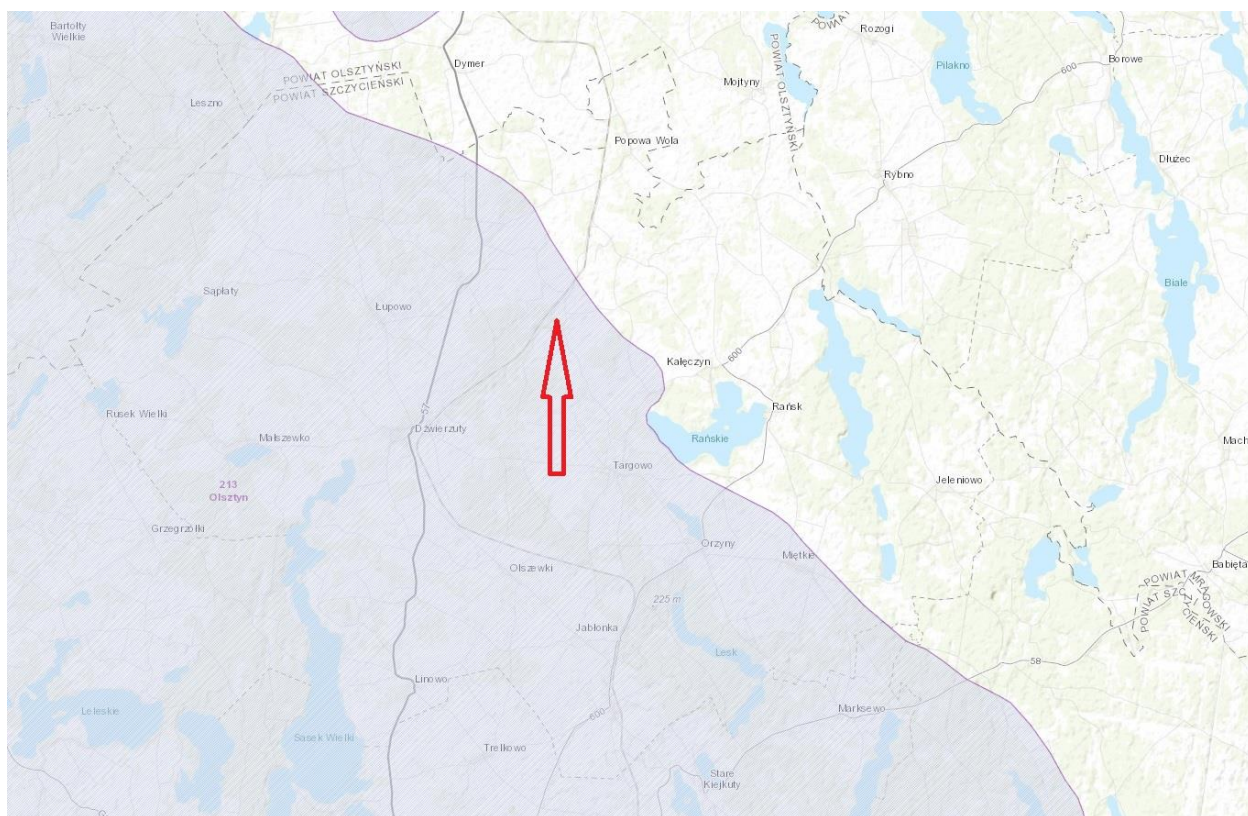 Bartołty
Wielkie
Rozogi
POWIAT
Dymer
Borowe
600
Pilakno
POWIAT OLSZTYŃSKI
POWIAT SZCZYCIEŃSKI
Mojtyny
POWIAT OLSZTYŃSKI
Leszno
Popowa Wola
Dłużec
Rybno
Sąpłaty
Łupowo
Białe
Kałęczyn
600
Rańsk
Rusek Wielki
57
Dźwierzuty
Małszewko
Rańskie
Mach
Targowo
213
Olsztyn
Jeleniowo
Grzegrzółki
Orzyny
Miętkie
Olszewki
Babięta
225 m
POWIAT MRĄGOWSKI
POWIAT SZCZYCIEŃSKI
Jabłonka
Lesk
58
Linowo
Leleskie
600
Marksewo
Sasek Wielki
Trelkowo
Stare
Kiejkuty